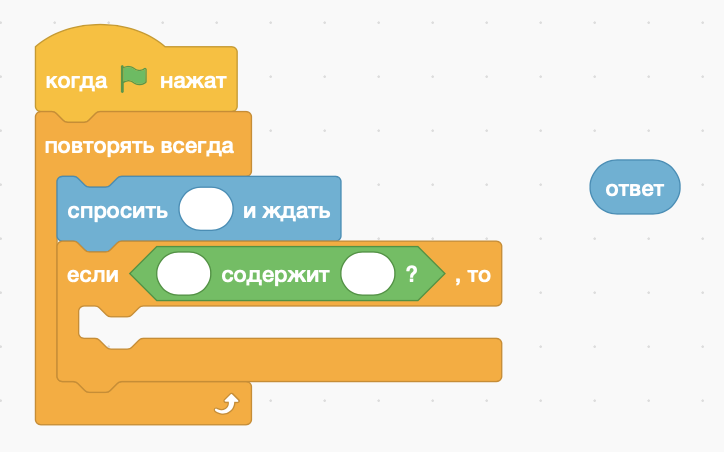 когда нажат
повторять всегда
спросить и ждать
ответ
если содержит ? , то